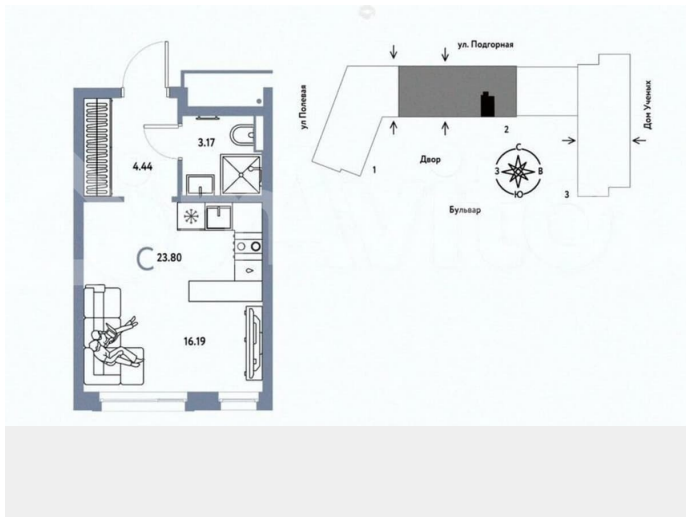 ул. Подгорная
ул Полевая
Дом Ученых
3.17
4.44
2
Двор
1
С
З
В
Ю
3
Бульвар
С 23.80
16.19
Avito